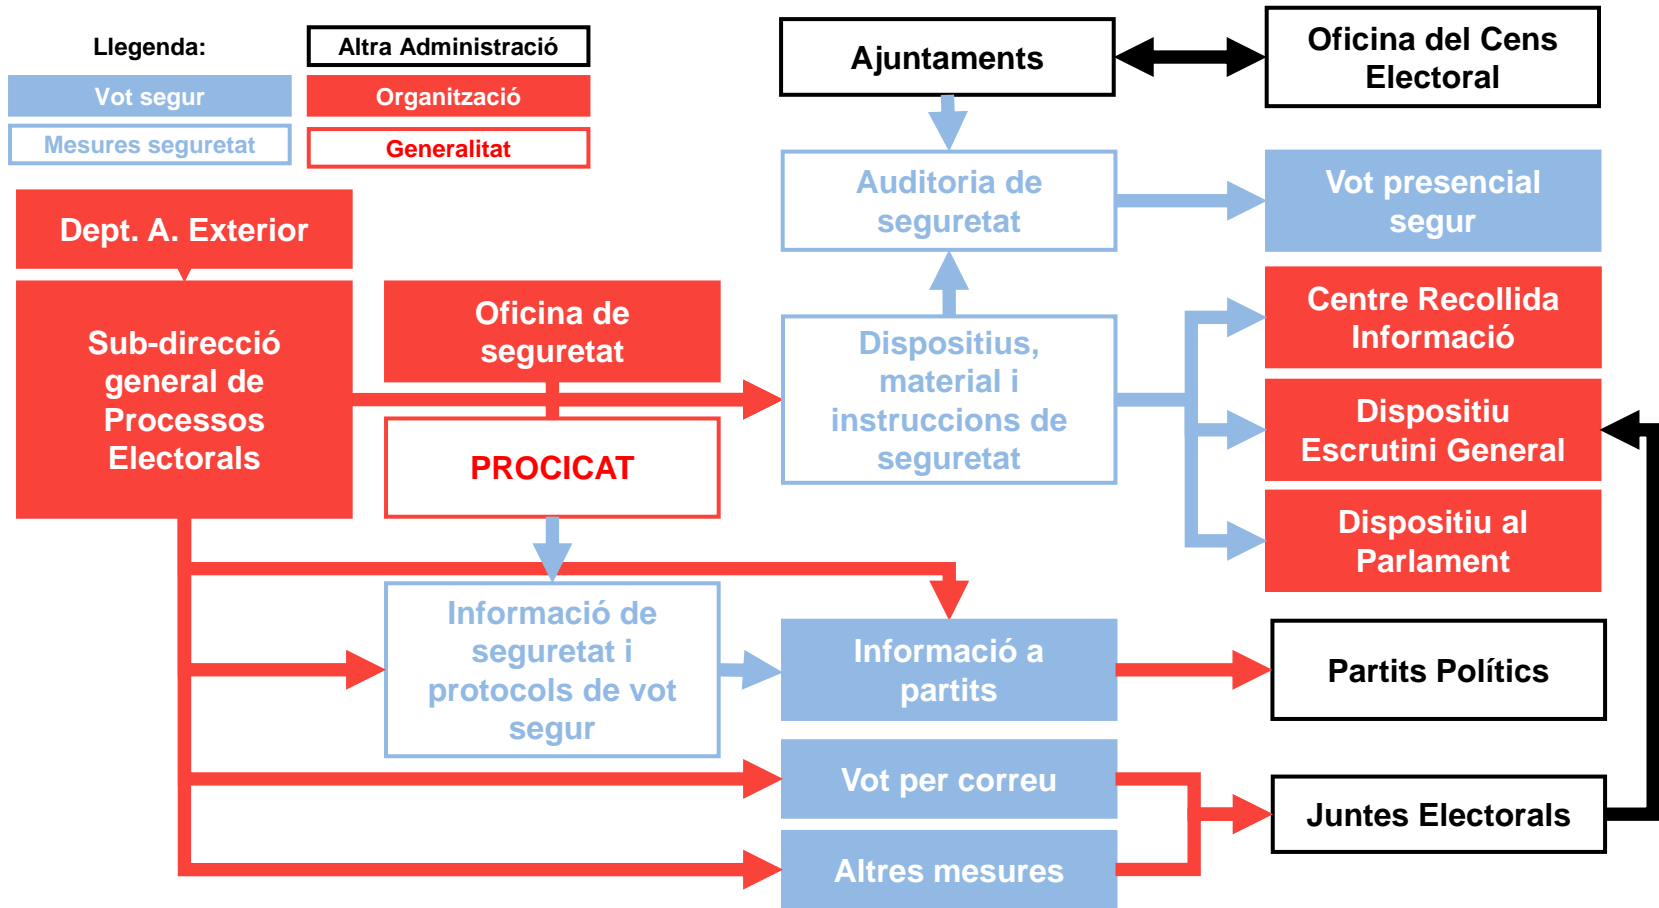 Llegenda:
Altra Administració
Vot segur
Organització
Mesures seguretat
Generalitat
Ajuntaments
Oficina del Cens
Electoral
Auditoria de
seguretat
Vot presencial
segur
Dept. A. Exterior
Sub-direcció
general de
Processos
Electorals
Oficina de
seguretat
PROCICAT
Dispositius,
material i
instruccions de
seguretat
Centre Recollida
Informació
Dispositiu
Escrutini General
Dispositiu al
Parlament
Informació de
seguretat i
protocols de vot
segur
Informació a
partits
Partits Polítics
Vot per correu
Juntes Electorals
Altres mesures